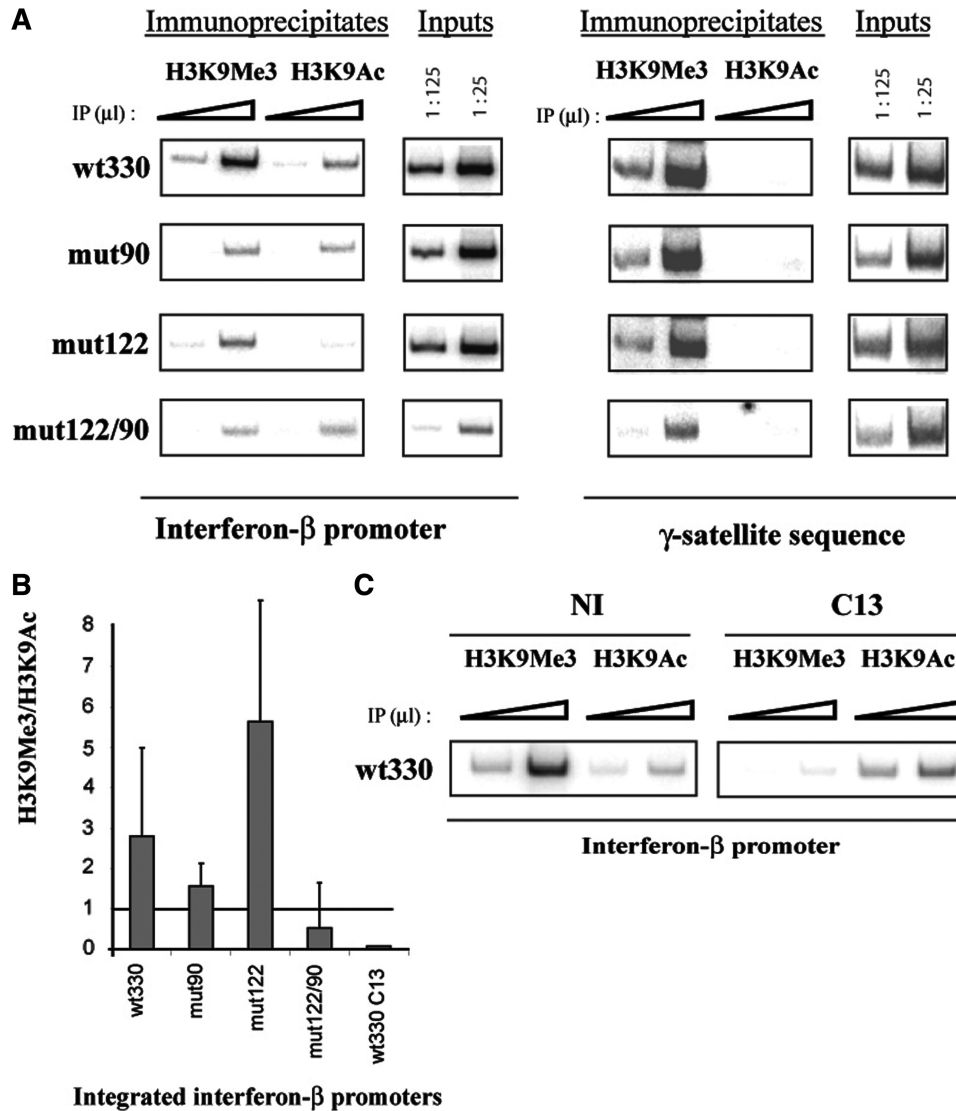 A
Immunoprecipitates Inputs Immunoprecipitates Inputs
H3K9Me3 H3K9Ac 1:125 1:25 H3K9Me3 H3K9Ac 1:125 1:25
IP (μl) : IP (μl) :
wt330
mut90
mut122
mut122/90
Interferon-β promoter γ-satellite sequence
B
H3K9Me3/H3K9Ac
8
7
6
5
4
3
2
1
0
wt330 mut90 mut122 mut122/90 wt330 C13
Integrated interferon-β promoters
C
NI C13
H3K9Me3 H3K9Ac H3K9Me3 H3K9Ac
IP (μl) :
wt330
Interferon-β promoter